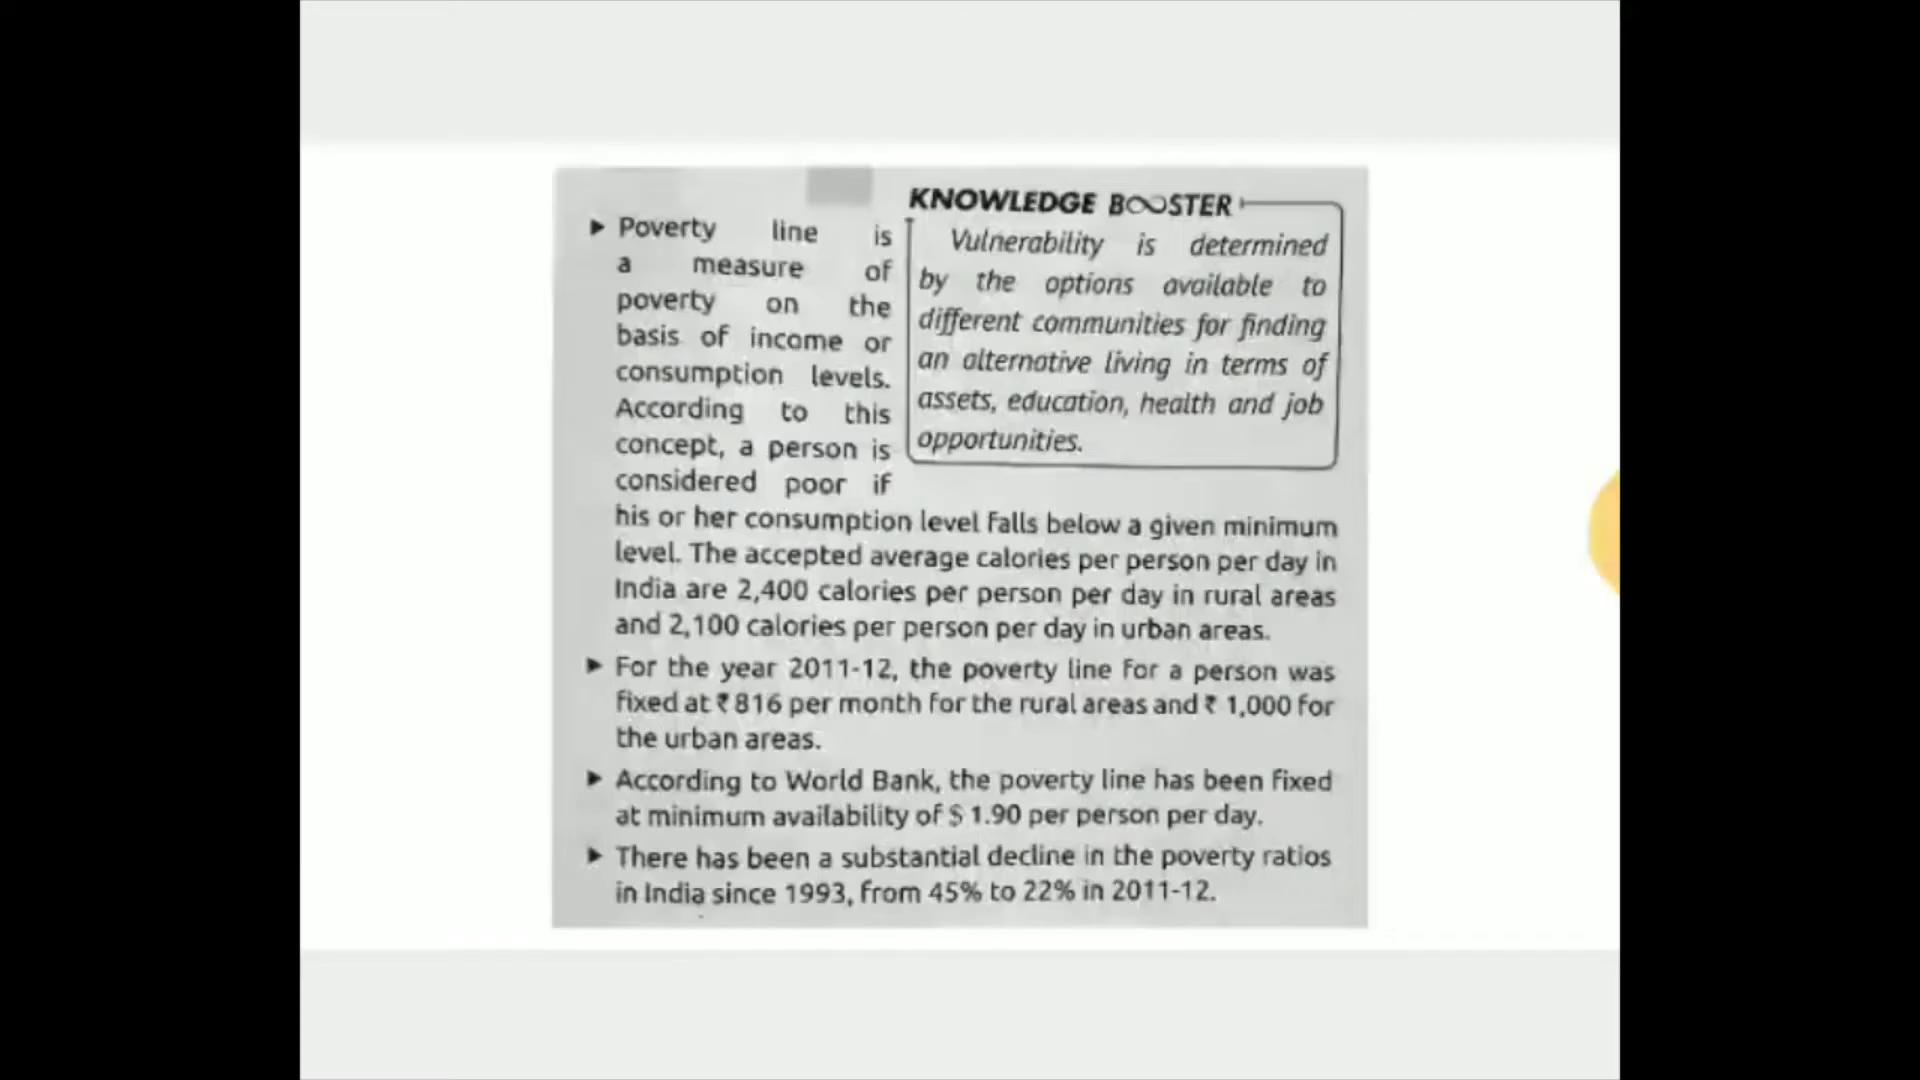 KNOWLEDGE BOOSTER
Vulnerability is determined
by the options available to
different communities for finding
an alternative living in terms of
assets, education, health and job
opportunities.
▶ Poverty line is
a measure of
poverty on the
basis of income or
consumption levels.
According to this
concept, a person is
considered poor if
his or her consumption level falls below a given minimum
level. The accepted average calories per person per day in
India are 2,400 calories per person per day in rural areas
and 2,100 calories per person per day in urban areas.
▶ For the year 2011-12, the poverty line for a person was
fixed at ₹ 816 per month for the rural areas and ₹ 1,000 for
the urban areas.
▶ According to World Bank, the poverty line has been fixed
at minimum availability of $ 1.90 per person per day.
▶ There has been a substantial decline in the poverty ratios
in India since 1993, from 45% to 22% in 2011-12.